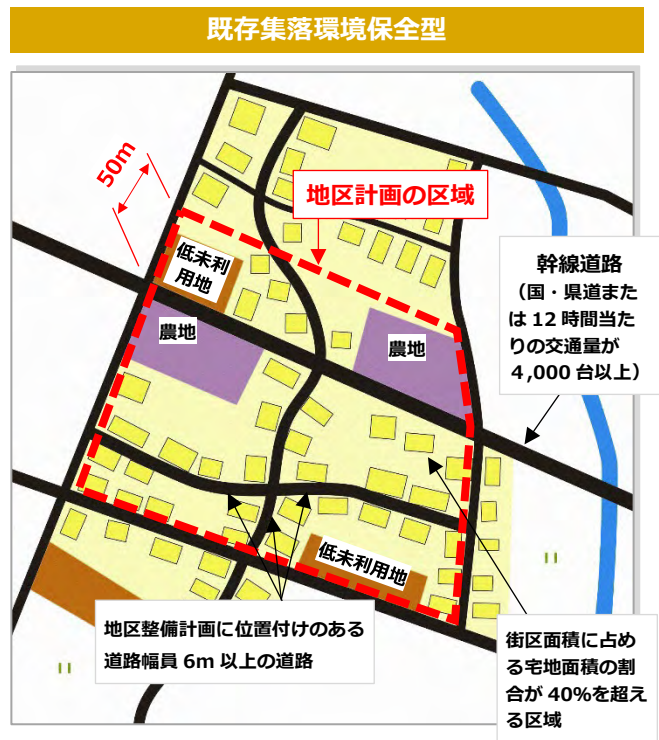 既存集落環境保全型
50m
地区計画の区域
低未利
用地
幹線道路
（国・県道また
は 12 時間当た
りの交通量が
4,000 台以上）
農地
農地
低未利用地
地区整備計画に位置付けのある
道路幅員 6m 以上の道路
街区面積に占め
る宅地面積の割
合が 40%を超え
る区域